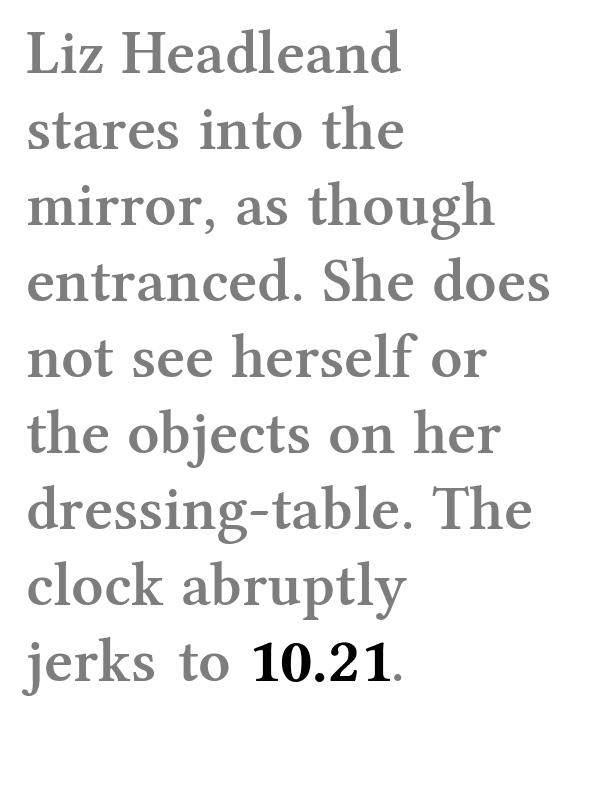 Liz Headleand
stares into the
mirror, as though
entranced. She does
not see herself or
the objects on her
dressing-table. The
clock abruptly
jerks to 10.21.